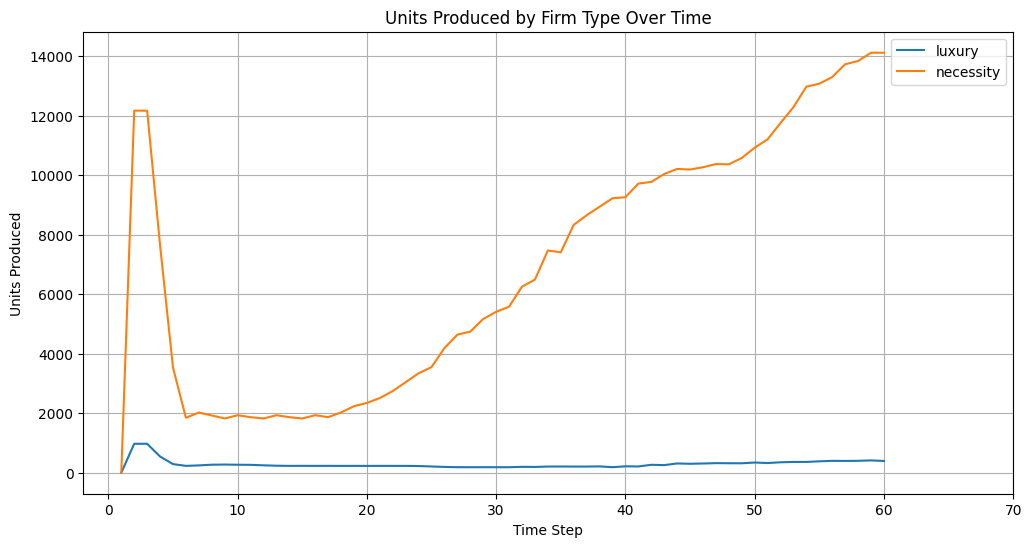 Units Produced by Firm Type Over Time
luxury
necessity
Units Produced
14000
12000
10000
8000
6000
4000
2000
0
0 10 20 30 40 50 60 70
Time Step